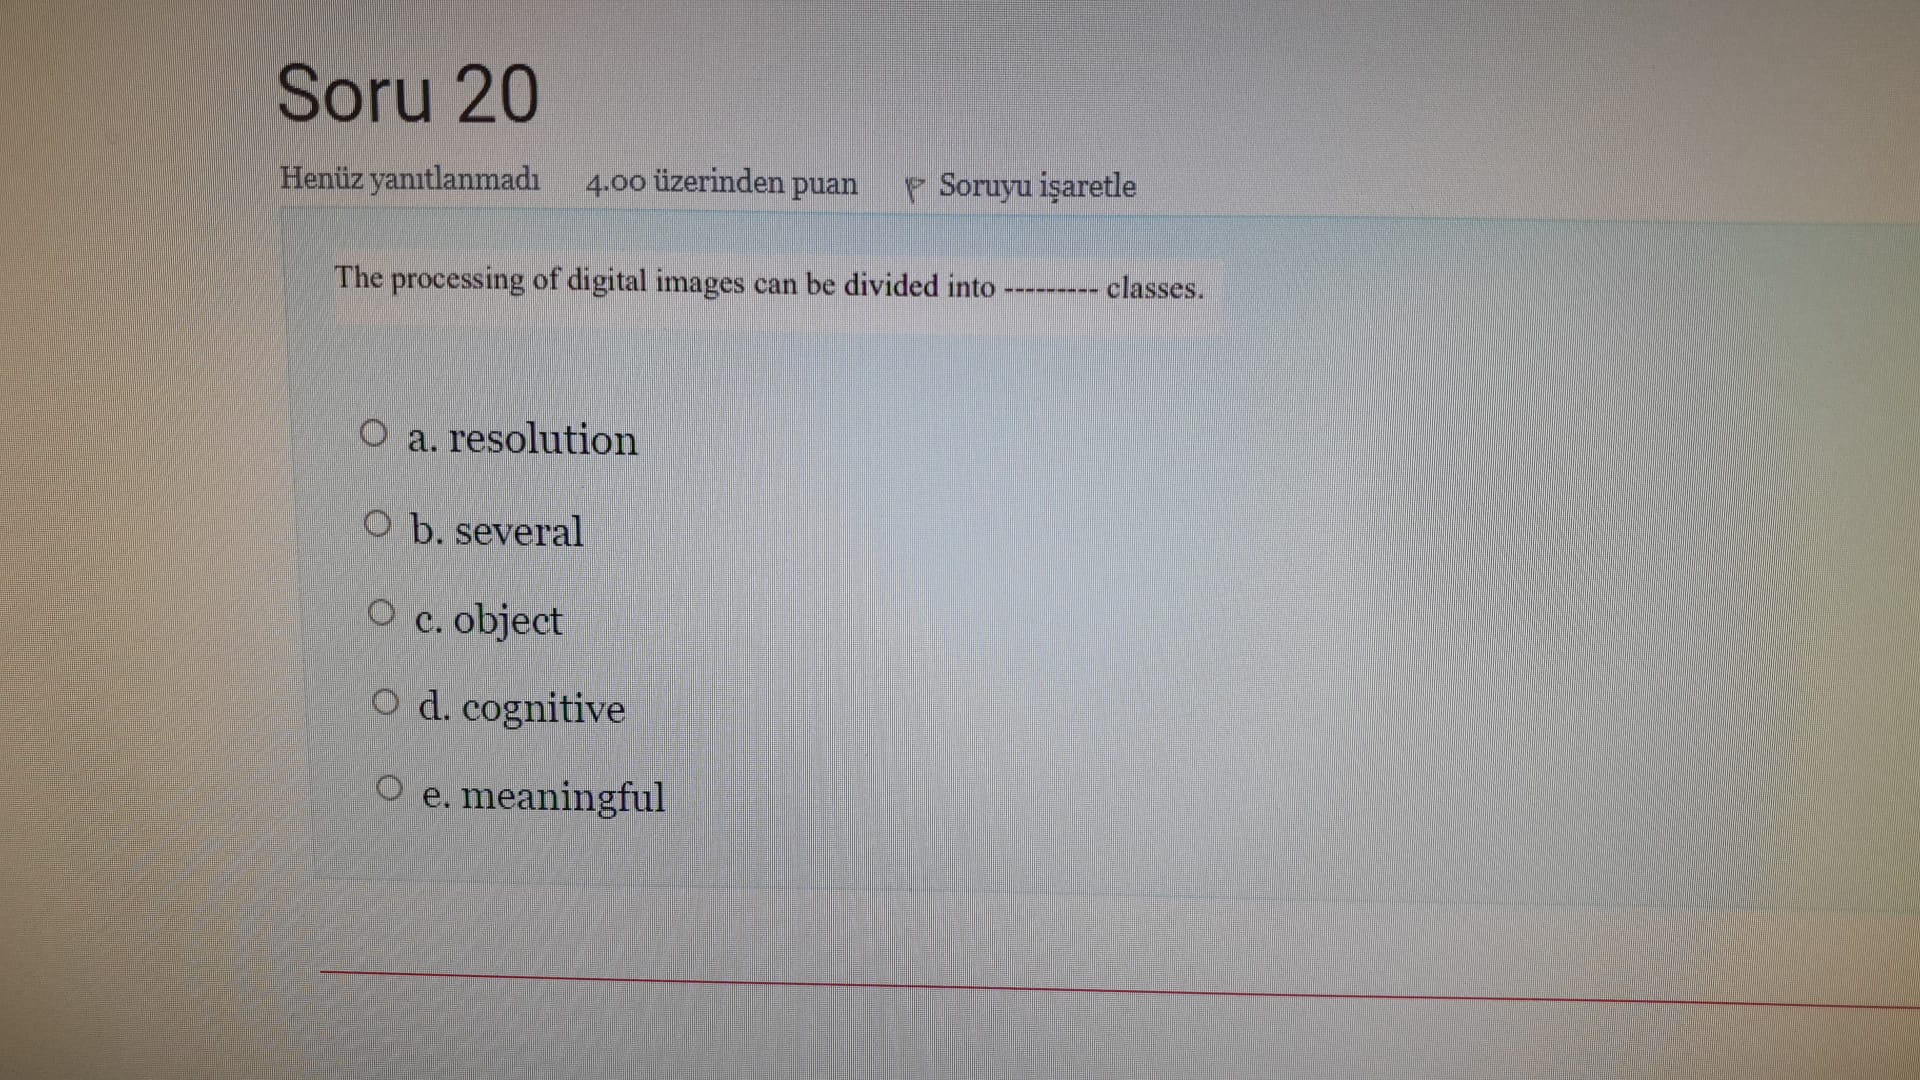 Soru 20
Henüz yanıtlanmadı 4.00 üzerinden puan Soruyu işaretle
The processing of digital images can be divided into --------- classes.
a. resolution
b. several
c. object
d. cognitive
e. meaningful